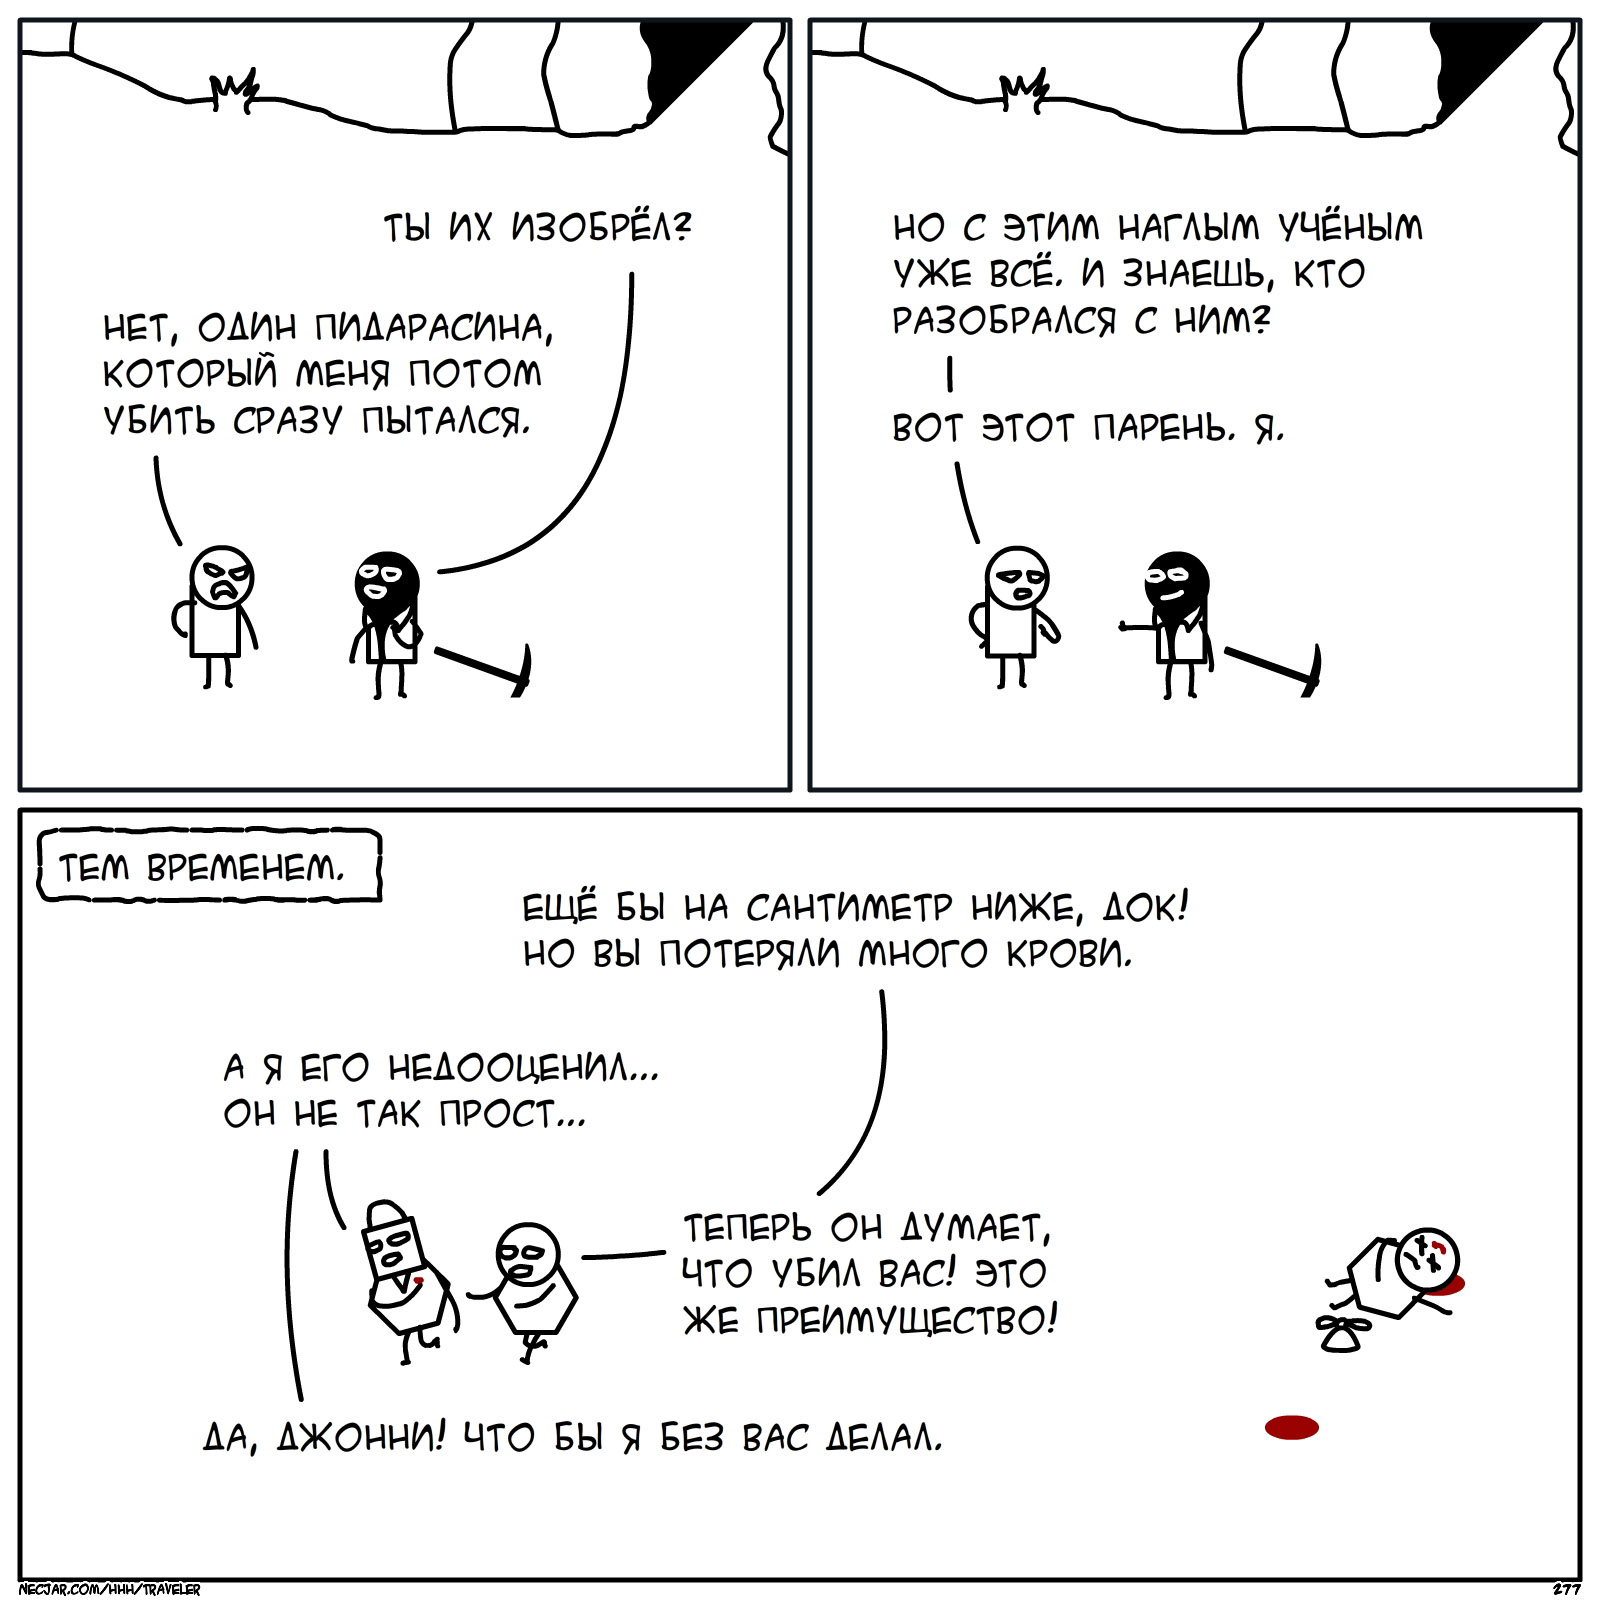 ТЫ ИХ ИЗОБРЁЛ?
НЕТ, ОДИН ПИДАРАСИНА,
КОТОРЫЙ МЕНЯ ПОТОМ
УБИТЬ СРАЗУ ПЫТАЛСЯ.
НО С ЭТИМ НАГЛЫМ УЧЁНЫМ
УЖЕ ВСЁ. И ЗНАЕШЬ, КТО
РАЗОБРАЛСЯ С НИМ?
ВОТ ЭТОТ ПАРЕНЬ. Я.
ТЕМ ВРЕМЕНЕМ.
ЕЩЁ БЫ НА САНТИМЕТР НИЖЕ, ДОК!
НО ВЫ ПОТЕРЯЛИ МНОГО КРОВИ.
А Я ЕГО НЕДООЦЕНИЛ...
ОН НЕ ТАК ПРОСТ...
ТЕПЕРЬ ОН ДУМАЕТ,
ЧТО УБИЛ ВАС! ЭТО
ЖЕ ПРЕИМУЩЕСТВО!
ДА, ДЖОННИ! ЧТО БЫ Я БЕЗ ВАС ДЕЛАЛ.
NECJAR.COM/HHH/TRAVELER
277